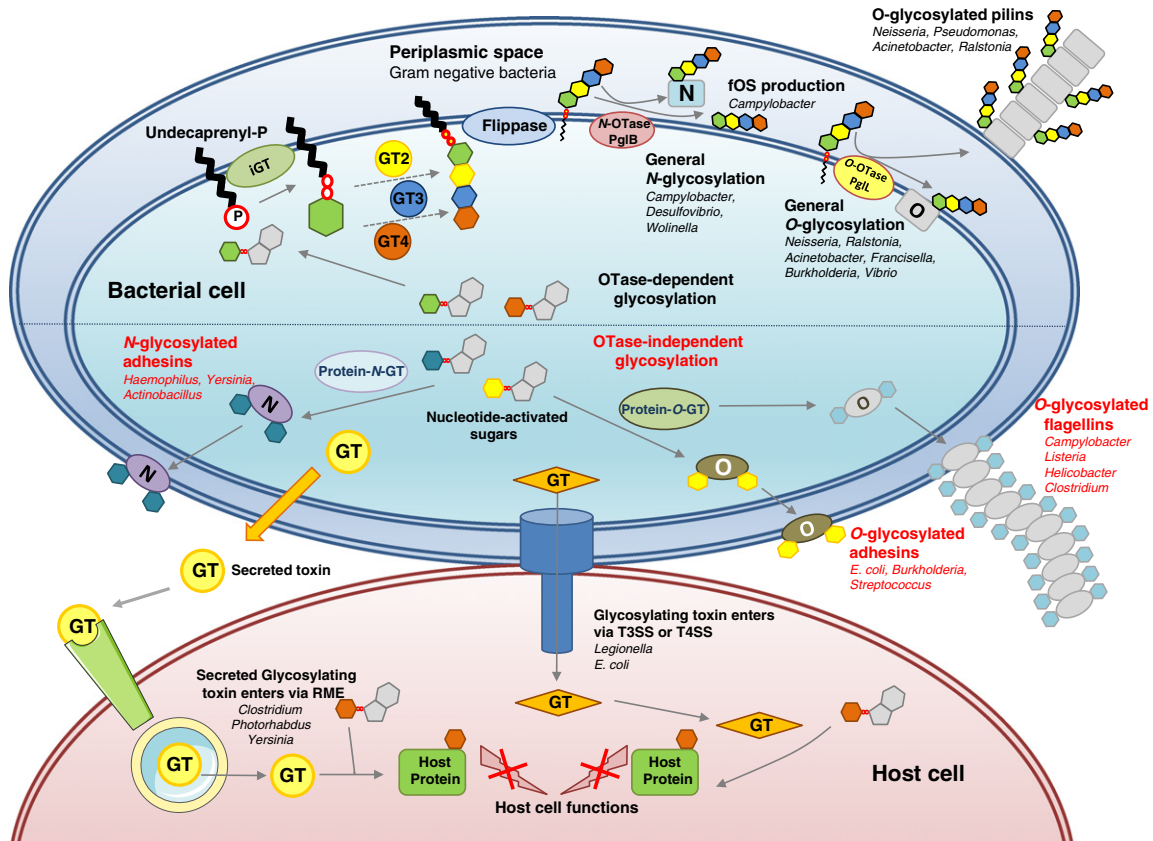 O-glycosylated pilins
Neisseria, Pseudomonas,
Acinetobacter, Ralstonia
Periplasmic space
Gram negative bacteria
N
fOS production
Campylobacter
Undecaprenyl-P
iGT
Flippase
N-OTase
PglB
GT2
GT3
GT4
P
General
N-glycosylation
Campylobacter,
Desulfovibrio,
Wolinella
O-OTase
PglL
O
General
O-glycosylation
Neisseria, Ralstonia,
Acinetobacter, Francisella,
Burkholderia, Vibrio
Bacterial cell
OTase-dependent
glycosylation
N-glycosylated
adhesins
Haemophilus, Yersinia,
Actinobacillus
Protein-N-GT
OTase-independent
glycosylation
Nucleotide-activated
sugars
Protein-O-GT
O
N
N
GT
GT
O
O
O-glycosylated
flagellins
Campylobacter
Listeria
Helicobacter
Clostridium
O-glycosylated
adhesins
E. coli, Burkholderia,
Streptococcus
GT
Secreted toxin
GT
Glycosylating toxin enters
via T3SS or T4SS
Legionella
E. coli
Secreted Glycosylating
toxin enters via RME
Clostridium
Photorhabdus
Yersinia
GT
GT
GT
GT
Host
Protein
Host
Protein
Host cell functions
Host cell